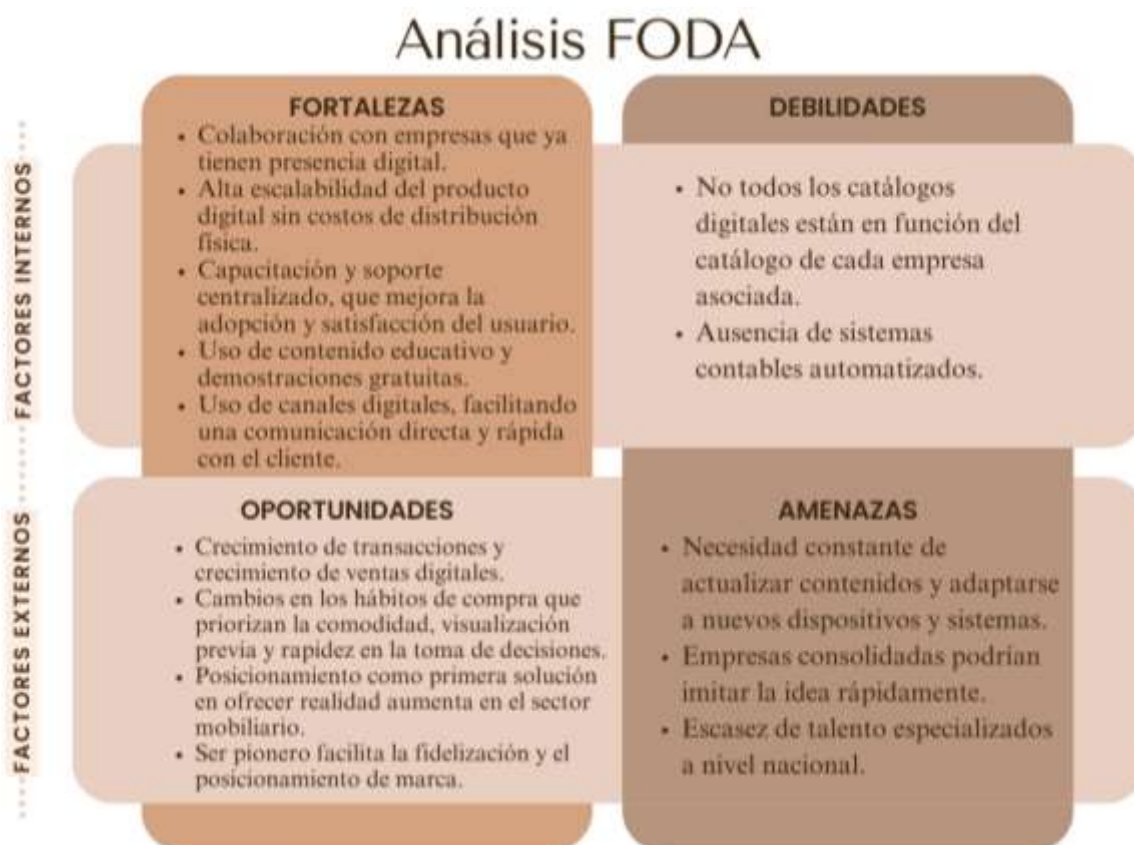 Análisis FODA
FACTORES INTERNOS
FORTALEZAS
• Colaboración con empresas que ya
tienen presencia digital.
• Alta escalabilidad del producto
digital sin costos de distribución
física.
• Capacitación y soporte
centralizado, que mejora la
adopción y satisfacción del usuario.
• Uso de contenido educativo y
demostraciones gratuitas.
• Uso de canales digitales, facilitando
una comunicación directa y rápida
con el cliente.
DEBILIDADES
• No todos los catálogos
digitales están en función del
catálogo de cada empresa
asociada.
• Ausencia de sistemas
contables automatizados.
FACTORES EXTERNOS
OPORTUNIDADES
• Crecimiento de transacciones y
crecimiento de ventas digitales.
• Cambios en los hábitos de compra que
priorizan la comodidad, visualización
previa y rapidez en la toma de decisiones.
• Posicionamiento como primera solución
en ofrecer realidad aumenta en el sector
mobiliario.
• Ser pionero facilita la fidelización y el
posicionamiento de marca.
AMENAZAS
• Necesidad constante de
actualizar contenidos y adaptarse
a nuevos dispositivos y sistemas.
• Empresas consolidadas podrían
imitar la idea rápidamente.
• Escasez de talento especializados
a nivel nacional.